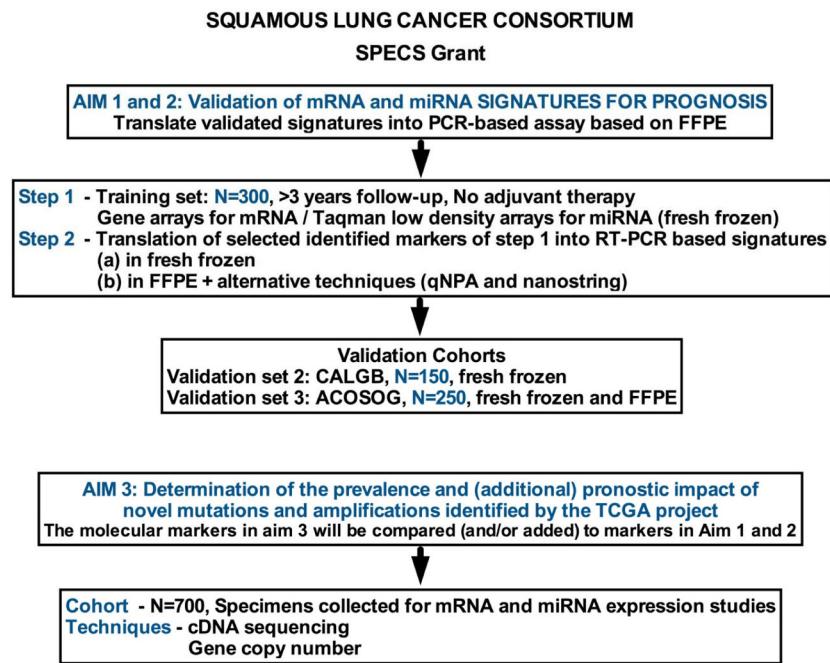 SQUAMOUS LUNG CANCER CONSORTIUM
SPECS Grant
AIM 1 and 2: Validation of mRNA and miRNA SIGNATURES FOR PROGNOSIS
Translate validated signatures into PCR-based assay based on FFPE
Step 1 - Training set: N=300, >3 years follow-up, No adjuvant therapy
Gene arrays for mRNA / Taqman low density arrays for miRNA (fresh frozen)
Step 2 - Translation of selected identified markers of step 1 into RT-PCR based signatures
(a) in fresh frozen
(b) in FFPE + alternative techniques (qNPA and nanostring)
Validation Cohorts
Validation set 2: CALGB, N=150, fresh frozen
Validation set 3: ACOSOG, N=250, fresh frozen and FFPE
AIM 3: Determination of the prevalence and (additional) pronostic impact of
novel mutations and amplifications identified by the TCGA project
The molecular markers in aim 3 will be compared (and/or added) to markers in Aim 1 and 2
Cohort - N=700, Specimens collected for mRNA and miRNA expression studies
Techniques - cDNA sequencing
Gene copy number